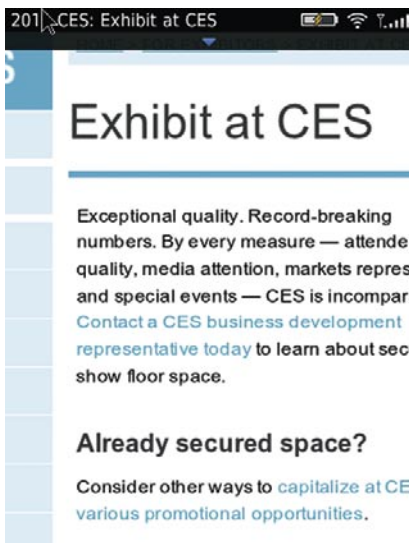 201 CES: Exhibit at CES
S
Exhibit at CES
Exceptional quality. Record-breaking
numbers. By every measure — attende
quality, media attention, markets repres
and special events — CES is incompar
Contact a CES business development
representative today to learn about sec
show floor space.
Already secured space?
Consider other ways to capitalize at CE
various promotional opportunities.